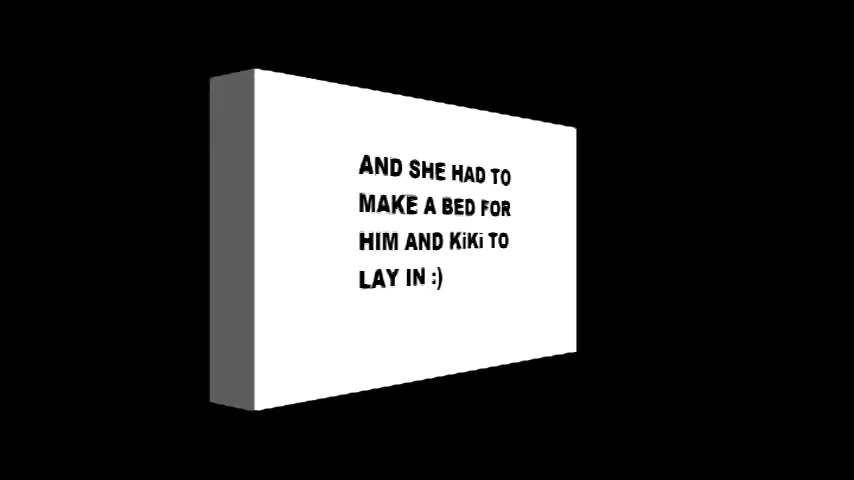 AND SHE HAD TO
MAKE A BED FOR
HIM AND KiKi TO
LAY IN :)